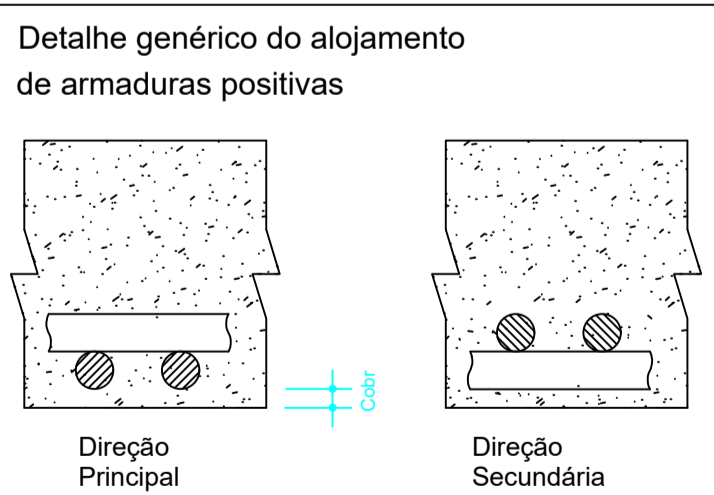 Detalhe genérico do alojamento
de armaduras positivas
Cobr
Direção
Principal
Direção
Secundária